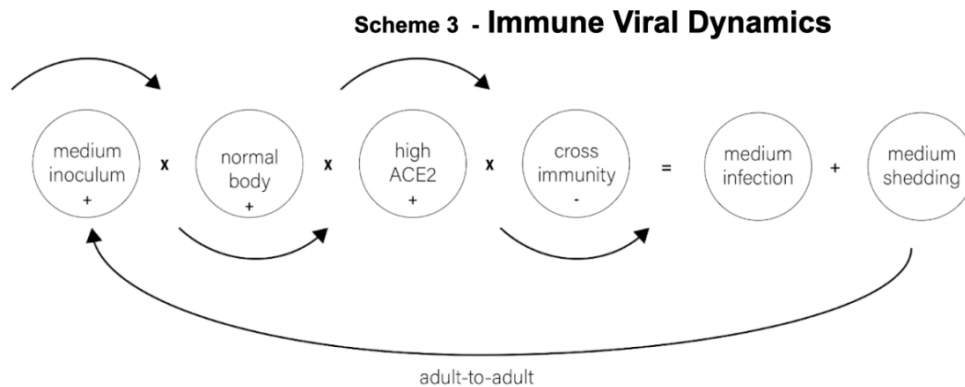 Scheme 3 - Immune Viral Dynamics
medium
inoculum
+
x
normal
body
+
x
high
ACE2
+
x
cross
immunity
-
=
medium
infection
+
medium
shedding
adult-to-adult